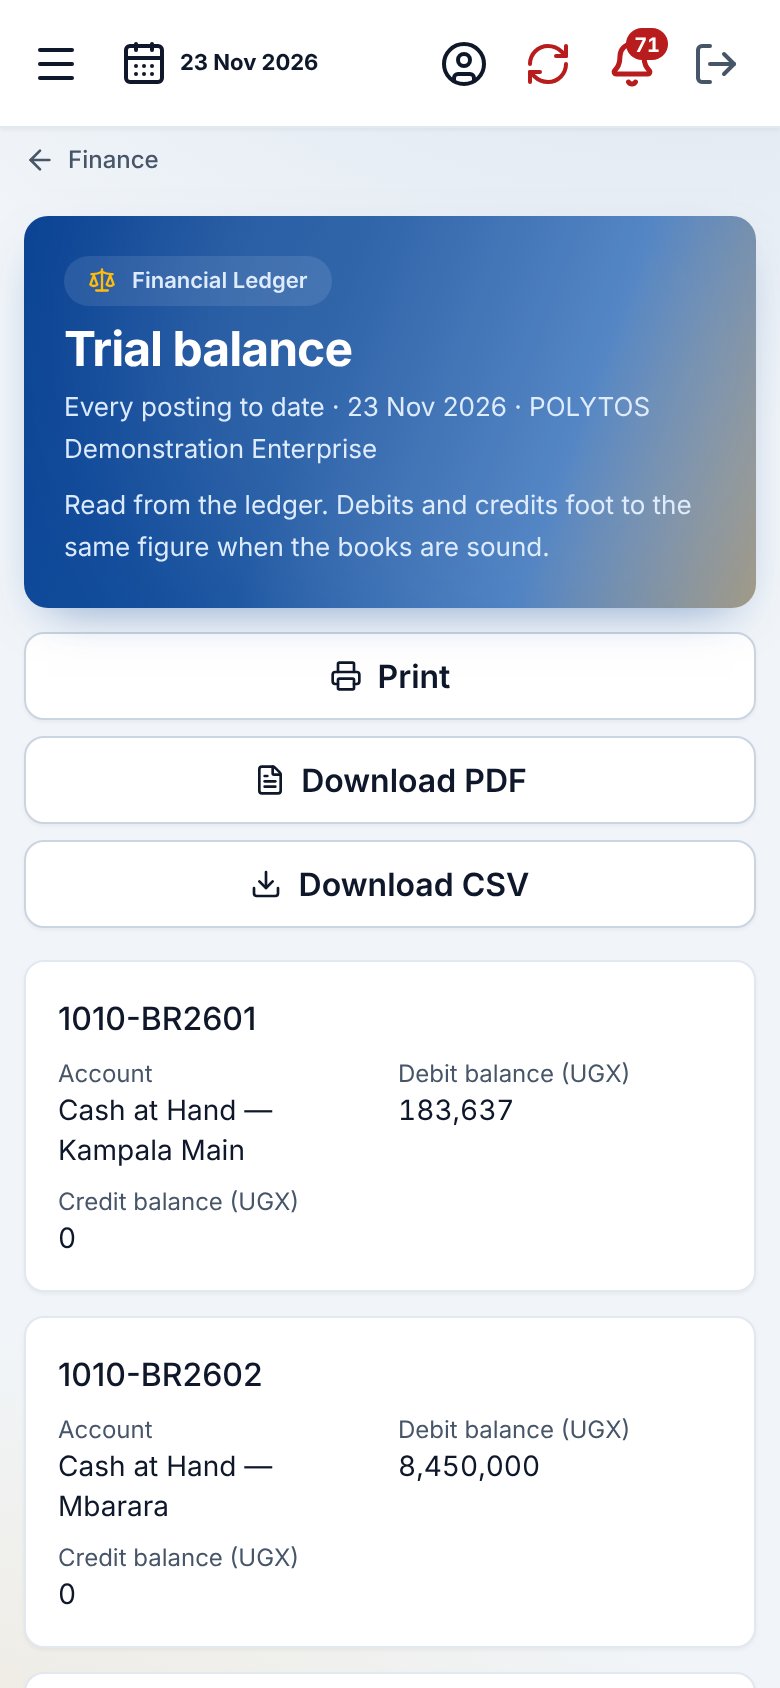 23 Nov 2026
71
Finance
Financial Ledger
Trial balance
Every posting to date · 23 Nov 2026 · POLYTOS
Demonstration Enterprise
Read from the ledger. Debits and credits foot to the
same figure when the books are sound.
Print
Download PDF
Download CSV
1010-BR2601
Account
Cash at Hand —
Kampala Main
Debit balance (UGX)
183,637
Credit balance (UGX)
0
1010-BR2602
Account
Cash at Hand —
Mbarara
Debit balance (UGX)
8,450,000
Credit balance (UGX)
0